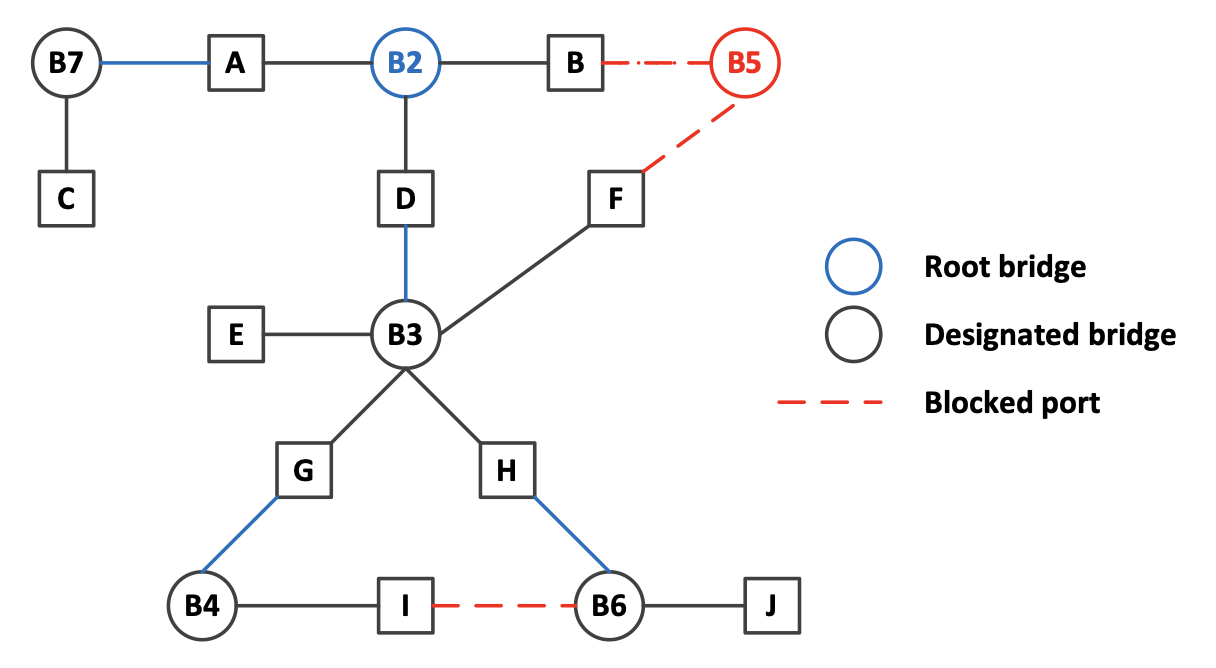 B7
A
B2
B
B5
C
D
F
E
B3
Root bridge
Designated bridge
Blocked port
G
H
B4
I
B6
J